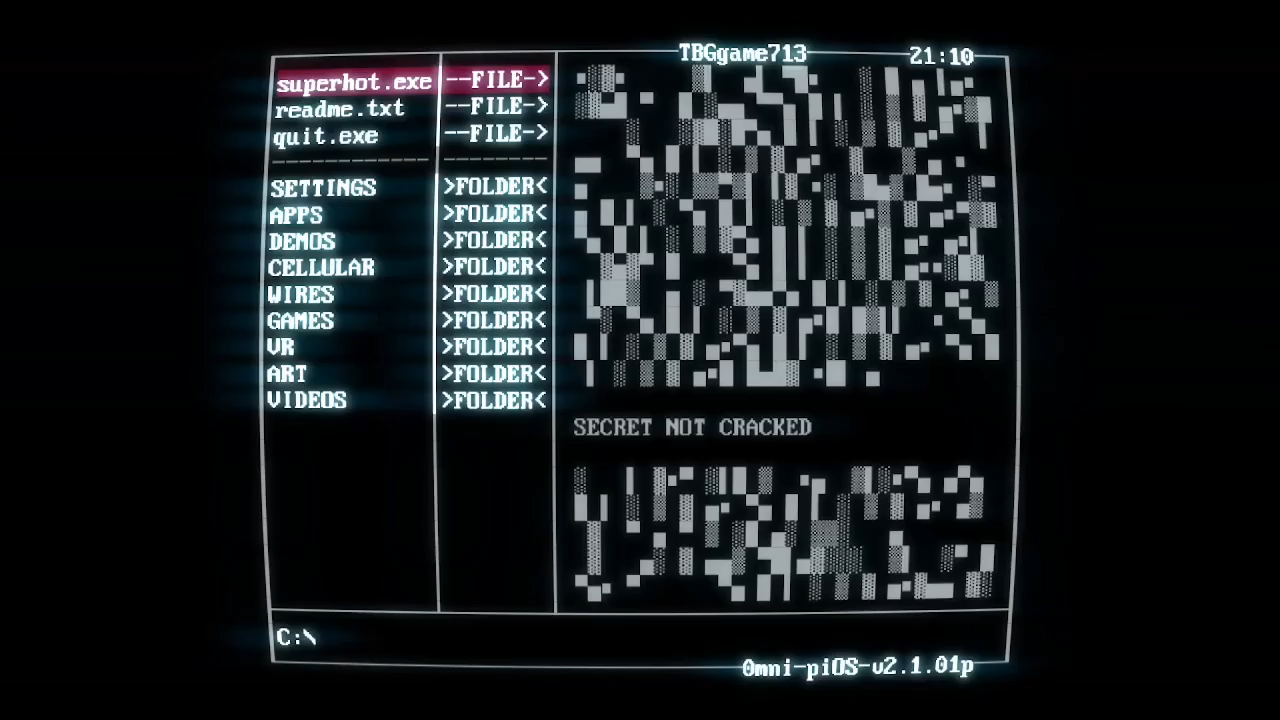 TBGgame713 21:10
superhot.exe --FILE->
readme.txt --FILE->
quit.exe --FILE->
------------ --------
SETTINGS >FOLDER<
APPS >FOLDER<
DEMOS >FOLDER<
CELLULAR >FOLDER<
WIRES >FOLDER<
GAMES >FOLDER<
VR >FOLDER<
ART >FOLDER<
VIDEOS >FOLDER<
SECRET NOT CRACKED
C:\
0mni-piOS-v2.1.01p